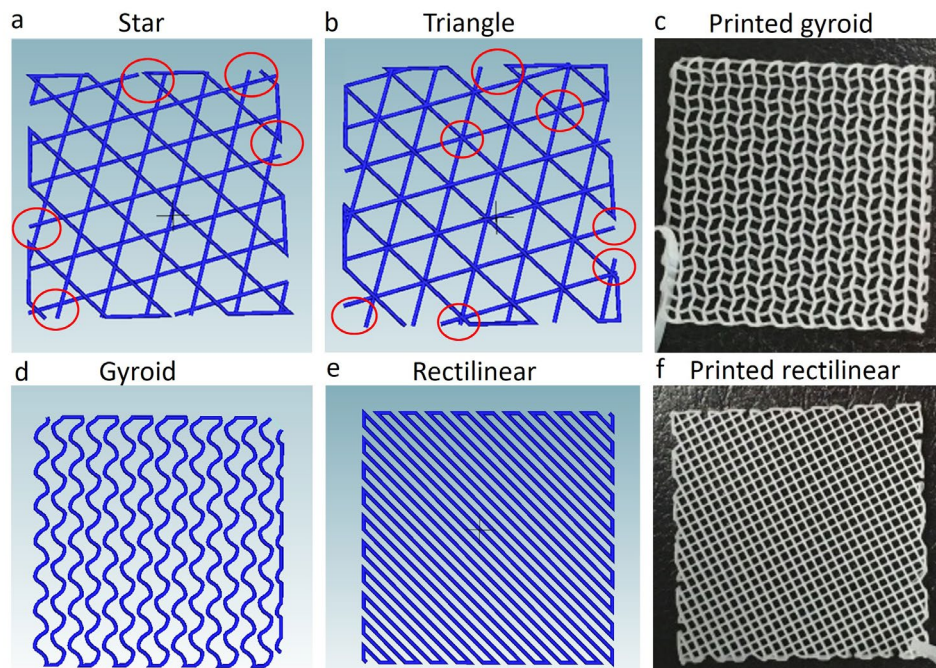 a Star
b Triangle
c Printed gyroid
d Gyroid
e Rectilinear
f Printed rectilinear